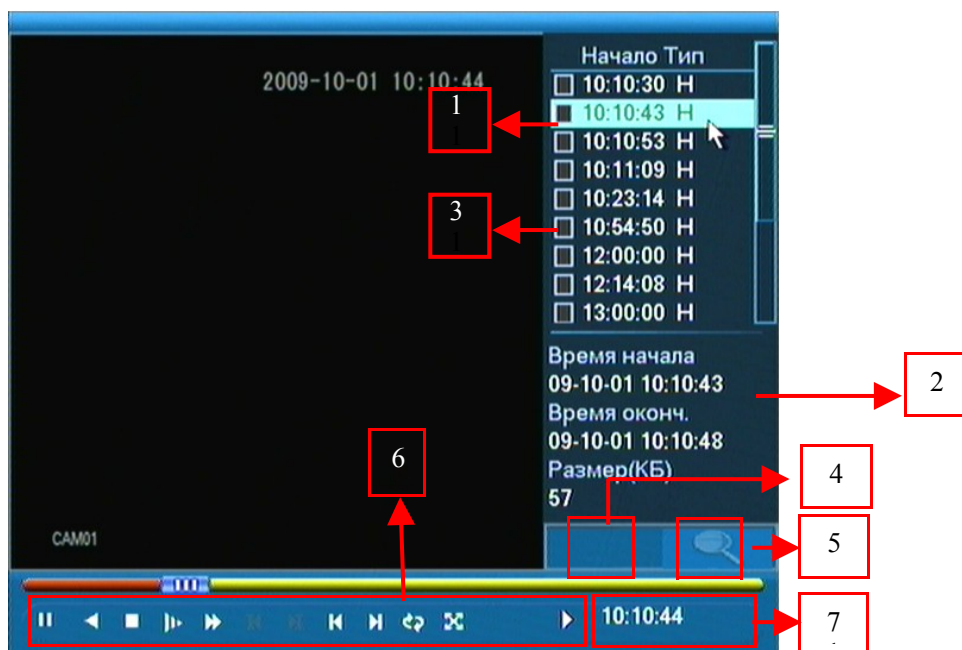 Начало Тип
2009-10-01 10:10:44
10:10:30 Н
10:10:43 Н
10:10:53 Н
10:11:09 Н
10:23:14 Н
10:54:50 Н
12:00:00 Н
12:14:08 Н
13:00:00 Н
1
3
Время начала
09-10-01 10:10:43
Время оконч.
09-10-01 10:10:48
Размер(КБ)
57
2
6
4
5
CAM01
10:10:44
7